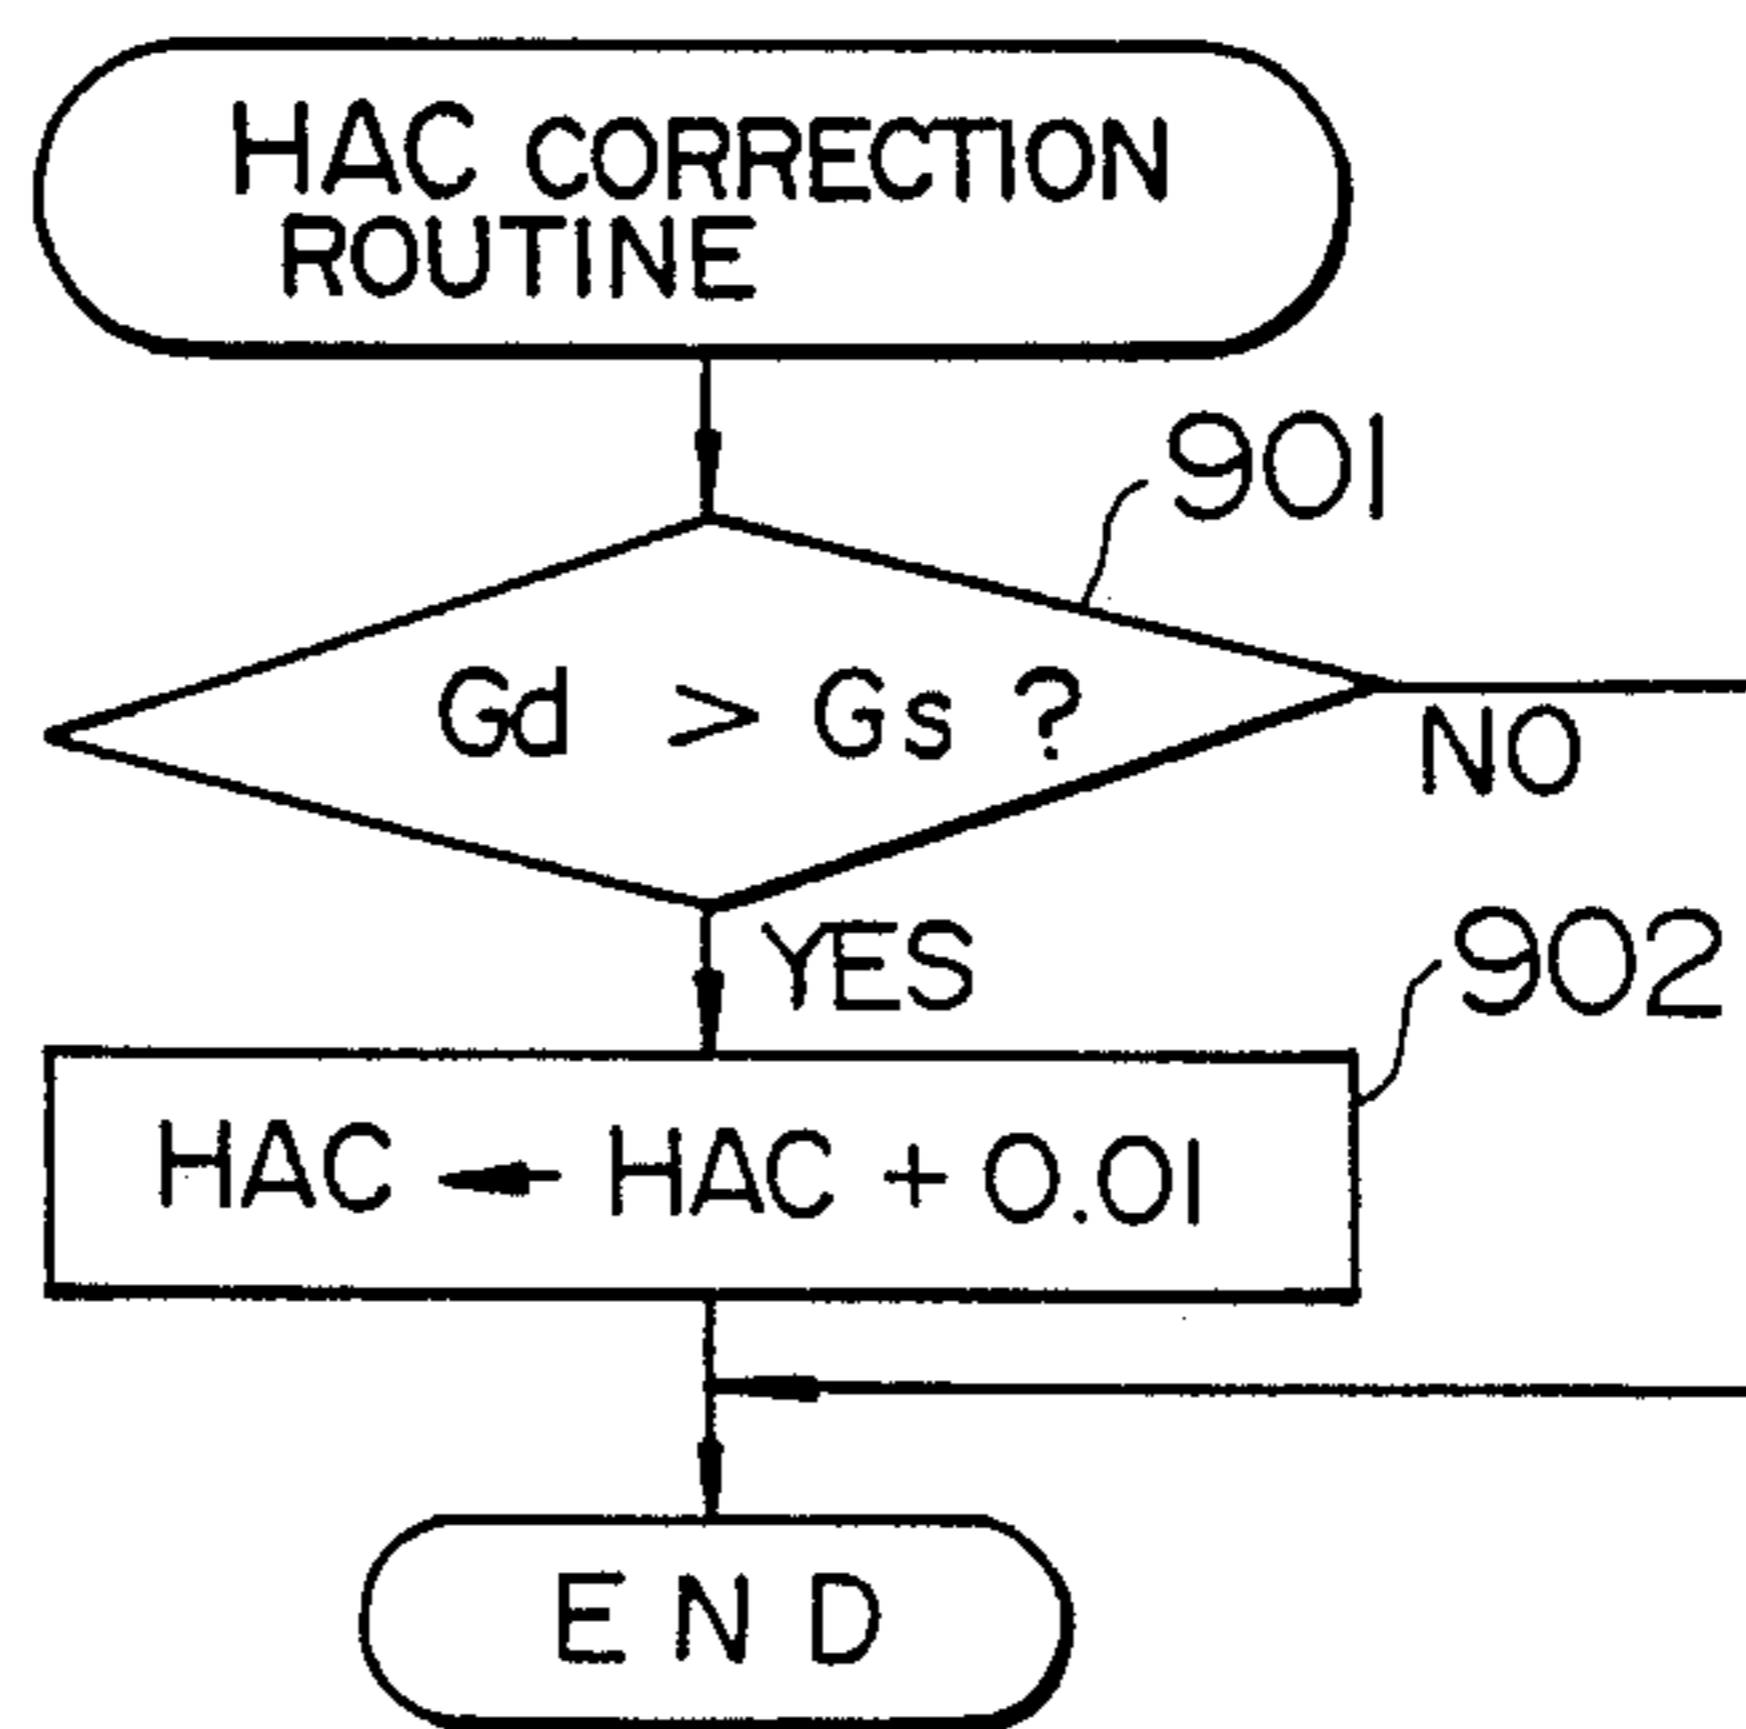 HAC CORRECTION
ROUTINE
901
Gd > Gs ?
NO
YES
902
HAC ← HAC + 0.01
END